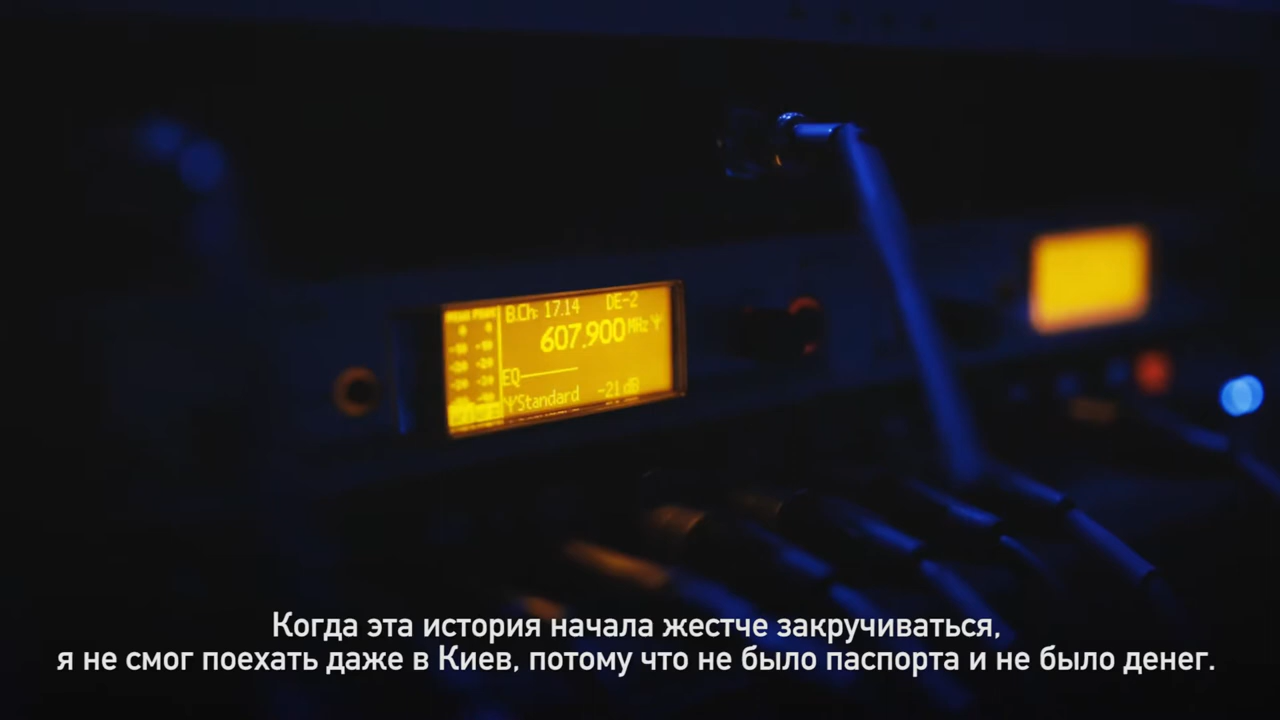 B.Ch: 17.14 DE-2
607.900 MHz
EQ
Standard -21 dB
Когда эта история начала жестче закручиваться,
я не смог поехать даже в Киев, потому что не было паспорта и не было денег.